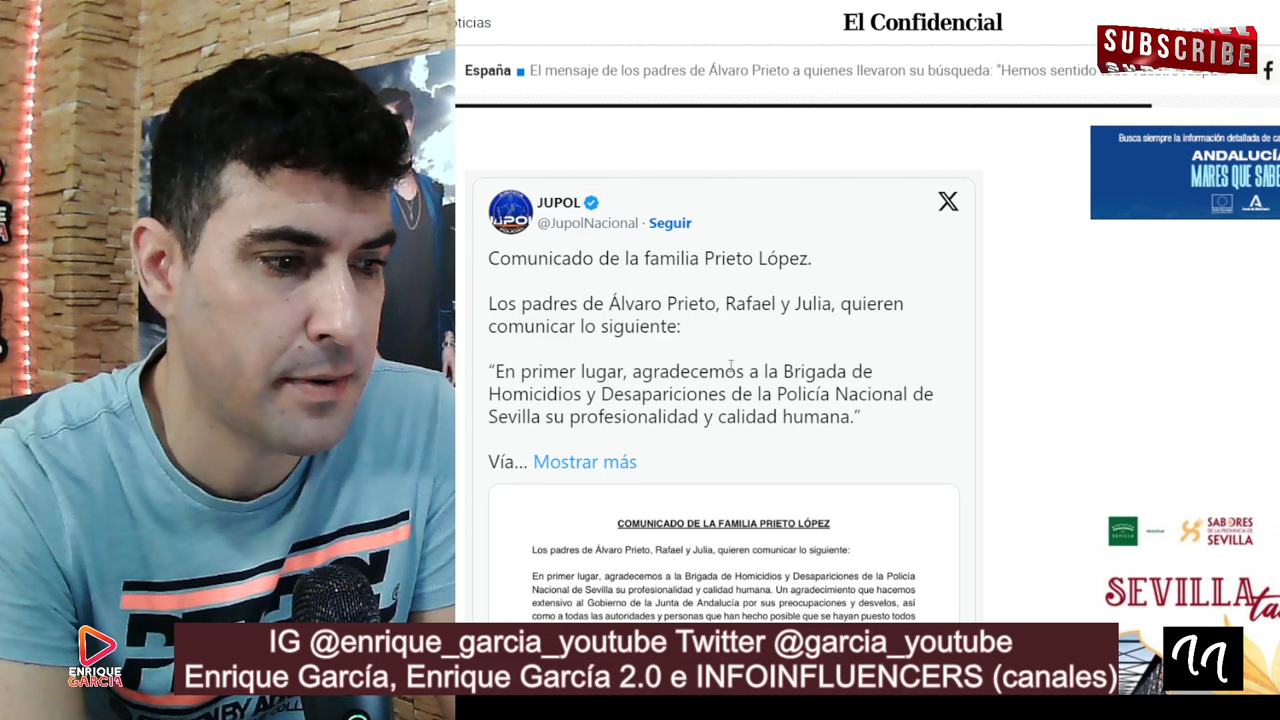 oticias
El Confidencial
SUBSCRIBE
España ■ El mensaje de los padres de Álvaro Prieto a quienes llevaron su búsqueda: "Hemos sentido
Busca siempre la información detallada de
ANDALUCÍA
MARES QUE SABE
JUPOL
@JupolNacional · Seguir
Comunicado de la familia Prieto López.
Los padres de Álvaro Prieto, Rafael y Julia, quieren
comunicar lo siguiente:
“En primer lugar, agradecemos a la Brigada de
Homicidios y Desapariciones de la Policía Nacional de
Sevilla su profesionalidad y calidad humana.”
Vía... Mostrar más
COMUNICADO DE LA FAMILIA PRIETO LÓPEZ
Los padres de Álvaro Prieto, Rafael y Julia, quieren comunicar lo siguiente:
En primer lugar, agradecemos a la Brigada de Homicidios y Desapariciones de la Policía
Nacional de Sevilla su profesionalidad y calidad humana. Un agradecimiento que hacemos
extensivo al Gobierno de la Junta de Andalucía por sus preocupaciones y desvelos, así
como a todas las autoridades y personas que han hecho posible que se hayan puesto todos
SABORES
DE LA PROVINCIA DE
SEVILLA
SEVILLA
IG @enrique_garcia_youtube Twitter @garcia_youtube
Enrique García, Enrique García 2.0 e INFOINFLUENCERS (canales)
ENRIQUE
GARCÍA